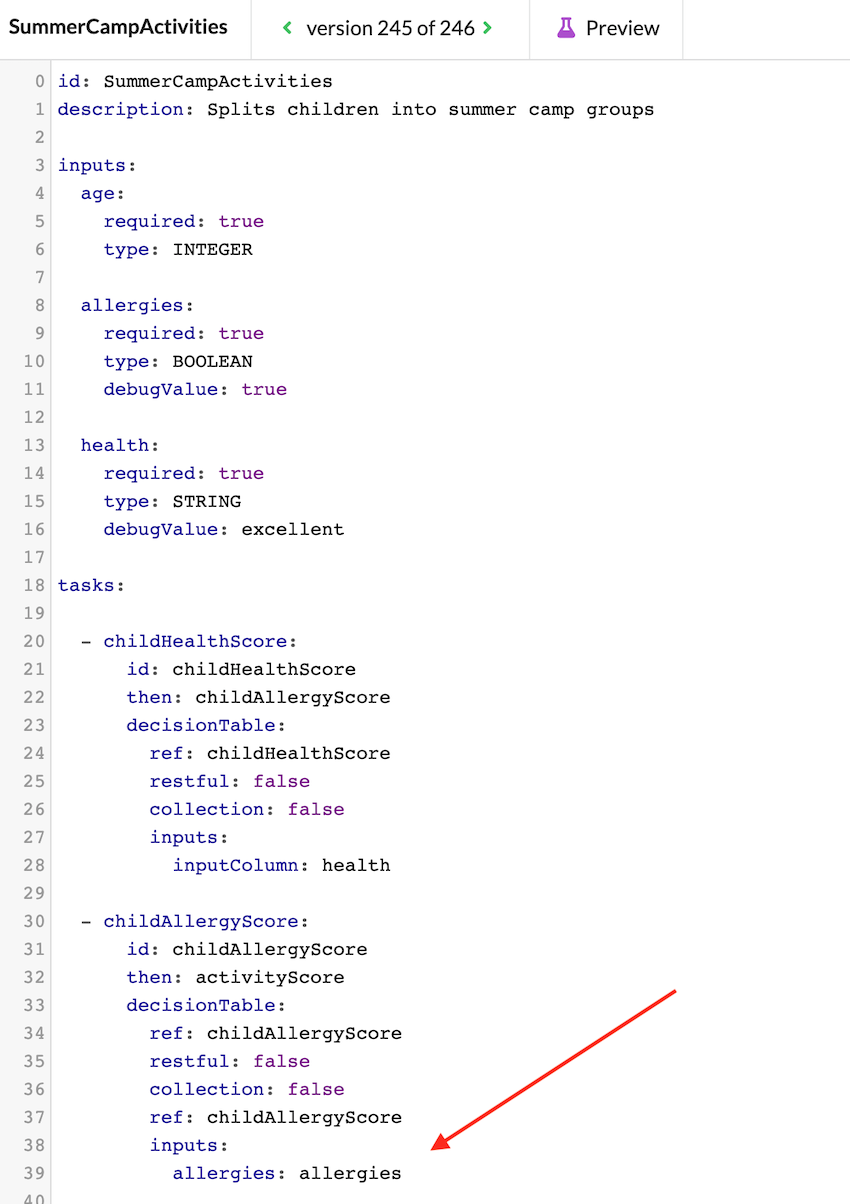 SummerCampActivities < version 245 of 246 > Preview
0 id: SummerCampActivities
1 description: Splits children into summer camp groups
2
3 inputs:
4   age:
5     required: true
6     type: INTEGER
7
8   allergies:
9     required: true
10     type: BOOLEAN
11     debugValue: true
12
13   health:
14     required: true
15     type: STRING
16     debugValue: excellent
17
18 tasks:
19
20   - childHealthScore:
21       id: childHealthScore
22       then: childAllergyScore
23       decisionTable:
24         ref: childHealthScore
25         restful: false
26         collection: false
27         inputs:
28           inputColumn: health
29
30   - childAllergyScore:
31       id: childAllergyScore
32       then: activityScore
33       decisionTable:
34         ref: childAllergyScore
35         restful: false
36         collection: false
37         ref: childAllergyScore
38         inputs:
39           allergies: allergies
40